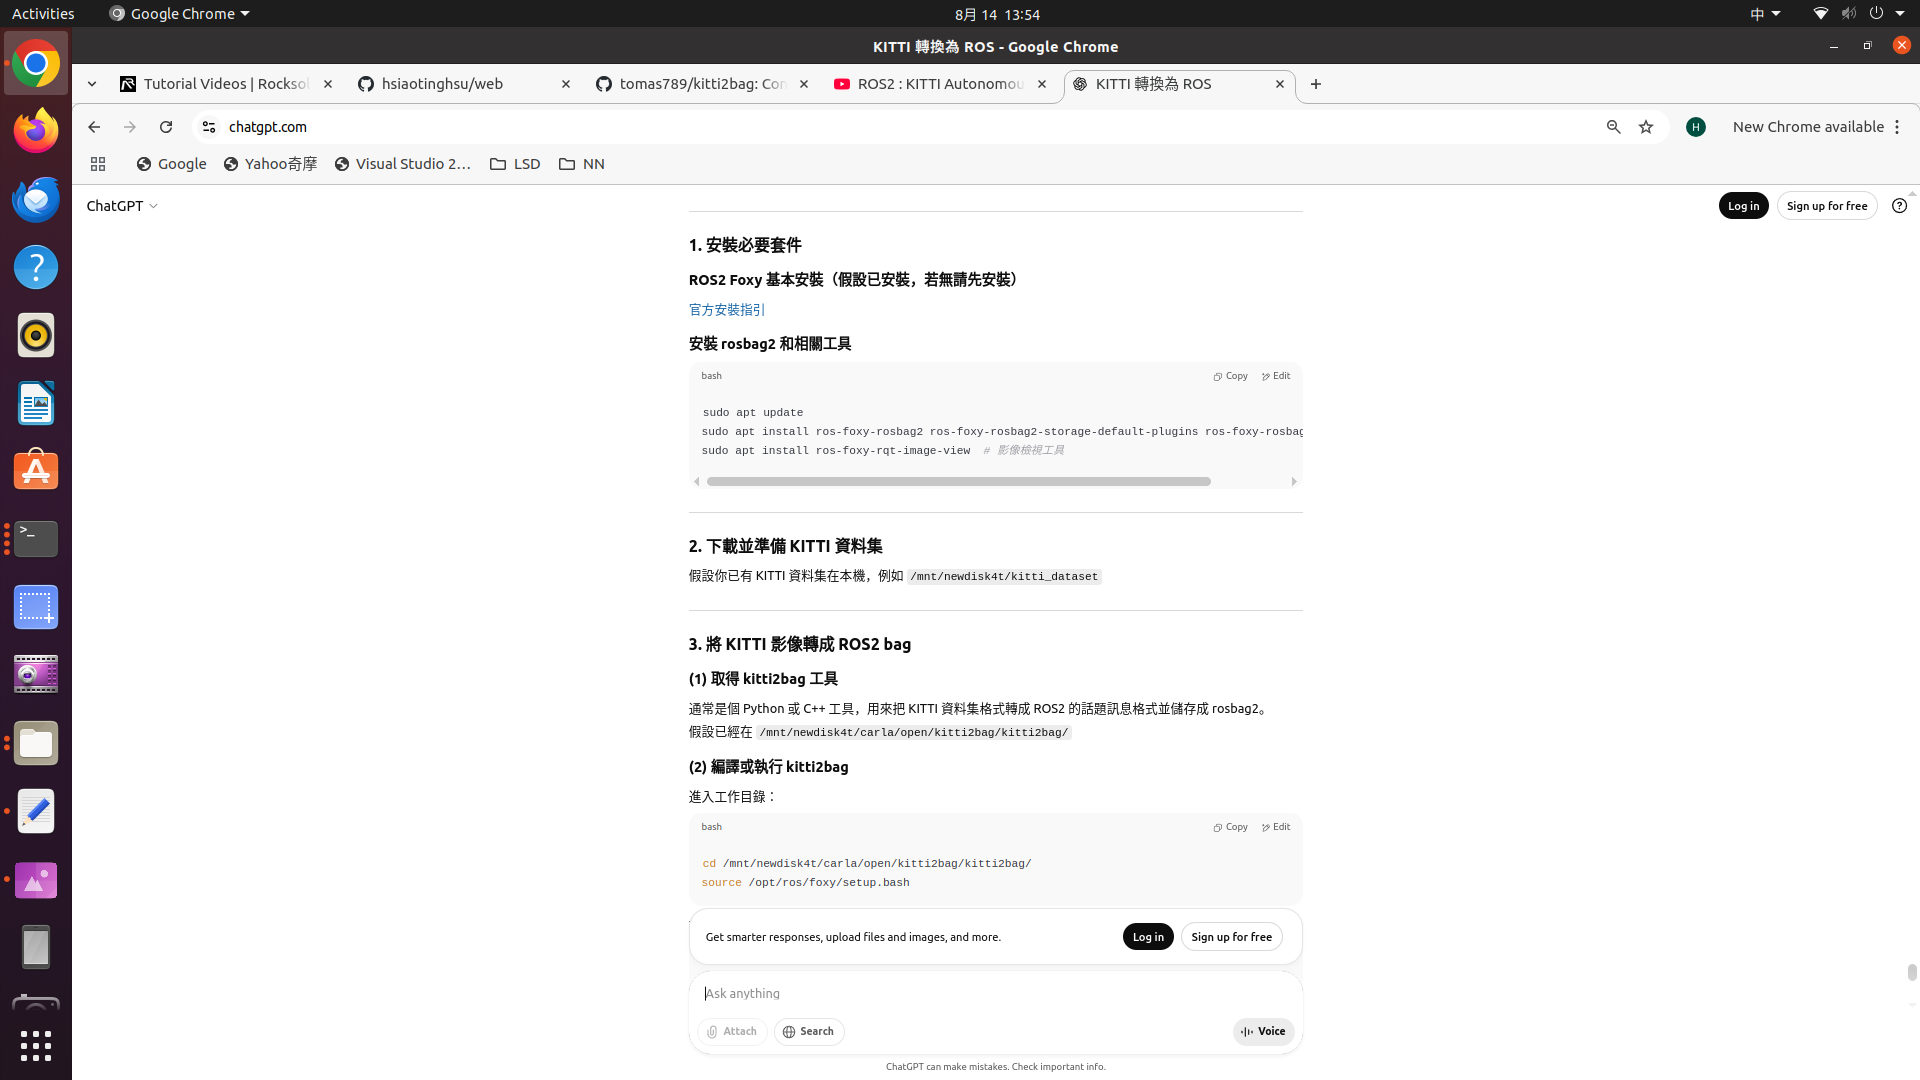 Activities
Google Chrome
8月 14 13:54
中
KITTI 轉換為 ROS - Google Chrome
Tutorial Videos | Rocksol
hsiaotinghsu/web
tomas789/kitti2bag: Con
ROS2 : KITTI Autonomou
KITTI 轉換為 ROS
chatgpt.com
H
New Chrome available
Google
Yahoo奇摩
Visual Studio 2…
LSD
NN
ChatGPT
Log in
Sign up for free
1. 安裝必要套件
ROS2 Foxy 基本安裝（假設已安裝，若無請先安裝）
官方安裝指引
安裝 rosbag2 和相關工具
bash
Copy
Edit
sudo apt update
sudo apt install ros-foxy-rosbag2 ros-foxy-rosbag2-storage-default-plugins ros-foxy-rosbag
sudo apt install ros-foxy-rqt-image-view  # 影像檢視工具
2. 下載並準備 KITTI 資料集
假設你已有 KITTI 資料集在本機，例如 /mnt/newdisk4t/kitti_dataset
3. 將 KITTI 影像轉成 ROS2 bag
(1) 取得 kitti2bag 工具
通常是個 Python 或 C++ 工具，用來把 KITTI 資料集格式轉成 ROS2 的話題訊息格式並儲存成 rosbag2。
假設已經在 /mnt/newdisk4t/carla/open/kitti2bag/kitti2bag/
(2) 編譯或執行 kitti2bag
進入工作目錄：
bash
Copy
Edit
cd /mnt/newdisk4t/carla/open/kitti2bag/kitti2bag/
source /opt/ros/foxy/setup.bash
Get smarter responses, upload files and images, and more.
Log in
Sign up for free
Ask anything
Attach
Search
Voice
ChatGPT can make mistakes. Check important info.